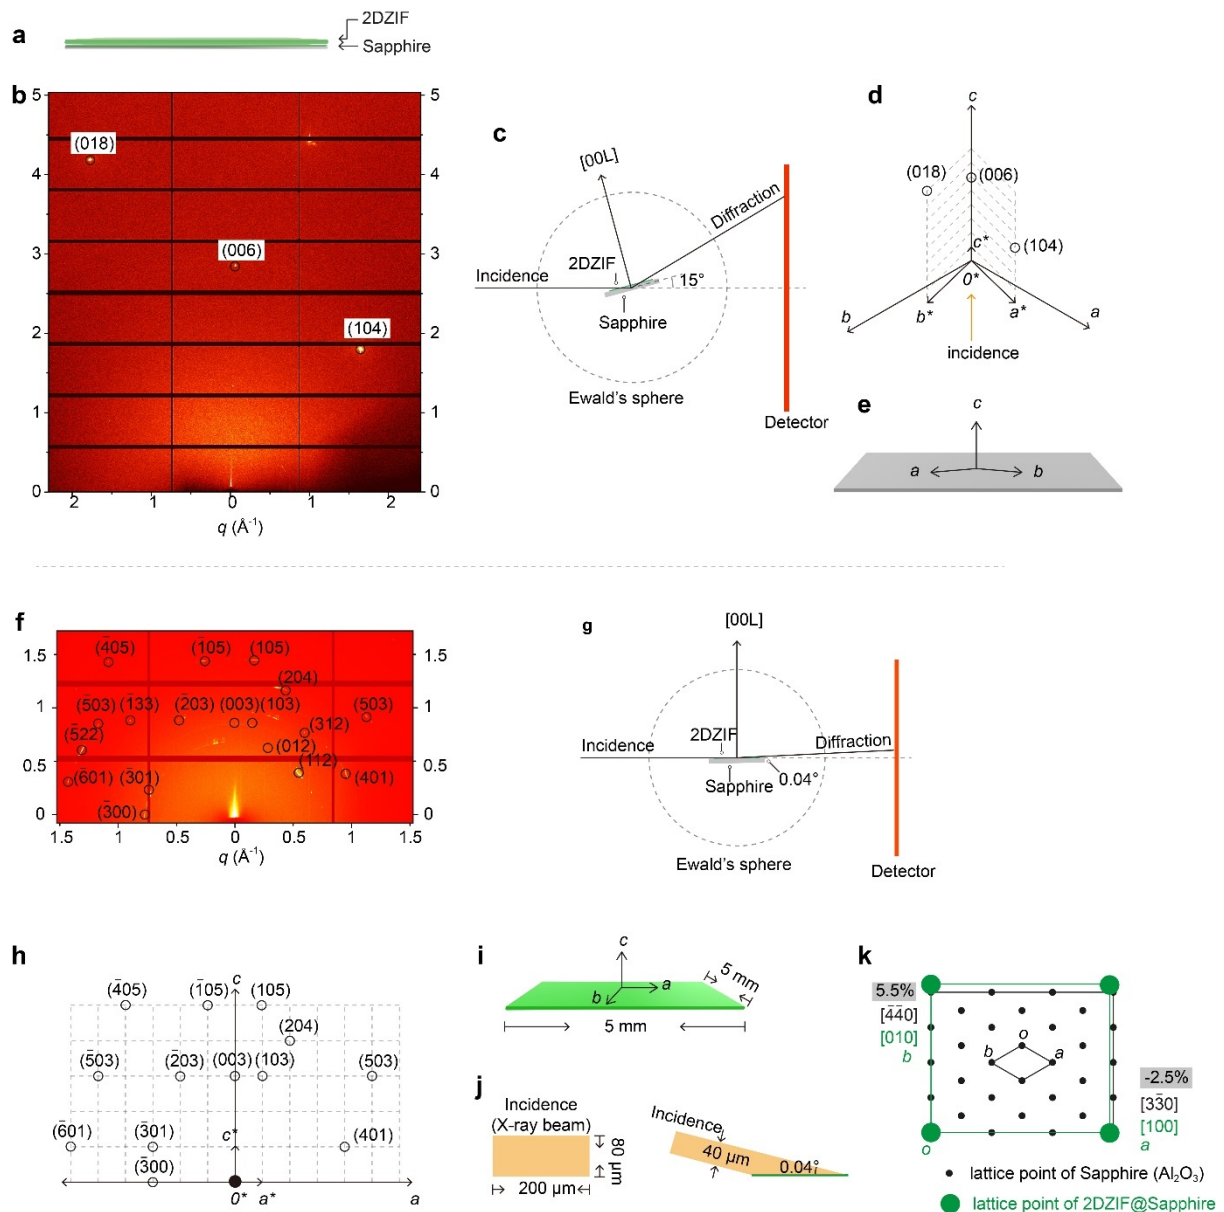 a
2DZIF
Sapphire
b
5
4
3
2
1
0
5
4
3
2
1
0
(018)
(006)
(104)
2 1 0 1 2
q (Å⁻¹)
c
[00L]
Diffraction
Incidence
2DZIF
15°
Sapphire
Ewald's sphere
Detector
d
c
(018)
(006)
(104)
c*
0*
b
b*
a*
a
incidence
e
c
a
b
f
1.5
1
0.5
0
1.5
1
0.5
0
(4̄05)
(1̄05)
(105)
(204)
(5̄03)
(1̄33)
(2̄03)
(003)
(103)
(503)
(312)
(5̄22)
(012)
(112)
(6̄01)
(3̄01)
(401)
(3̄00)
1.5 1 0.5 0 0.5 1 1.5
q (Å⁻¹)
g
[00L]
Incidence
2DZIF
Diffraction
Sapphire
0.04°
Ewald's sphere
Detector
h
c
(4̄05)
(1̄05)
(105)
(204)
(5̄03)
(2̄03)
(003)
(103)
(503)
(6̄01)
(3̄01)
c*
(401)
(3̄00)
0*
a*
a
i
c
b
a
5 mm
5 mm
j
Incidence
(X-ray beam)
80 µm
200 µm
Incidence
40 µm
0.04°
k
5.5%
[4̄4̄0]
[010]
b
o
b
a
-2.5%
[33̄0]
[100]
a
o
lattice point of Sapphire (Al₂O₃)
lattice point of 2DZIF@Sapphire